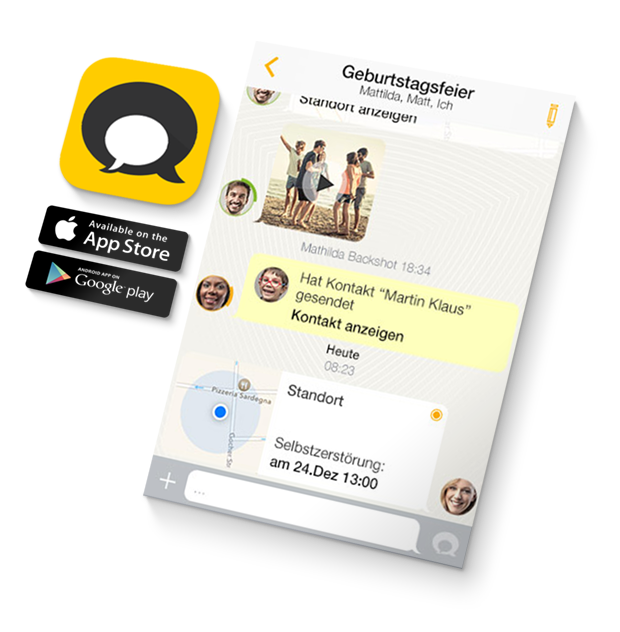 Geburtstagsfeier
Mattilda, Matt, Ich
Standort anzeigen
Available on the
App Store
ANDROID APP ON
Google play
Mathilda Backshot 18:34
Hat Kontakt “Martin Klaus”
gesendet
Kontakt anzeigen
Heute
08:23
Pizzeria Sardegna
Standort
Selbstzerstörung:
am 24.Dez 13:00
...